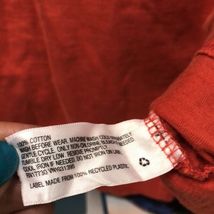 100% COTTON
WASH BEFORE WEAR. MACHINE WASH COLD SEPARATELY
GENTLE CYCLE. ONLY NON-CHLORINE BLEACH
TUMBLE DRY LOW. REMOVE PROMPTLY
COOL IRON IF NEEDED. DO NOT IRON
LABEL MADE FROM 100% RECYCLED PLASTIC.